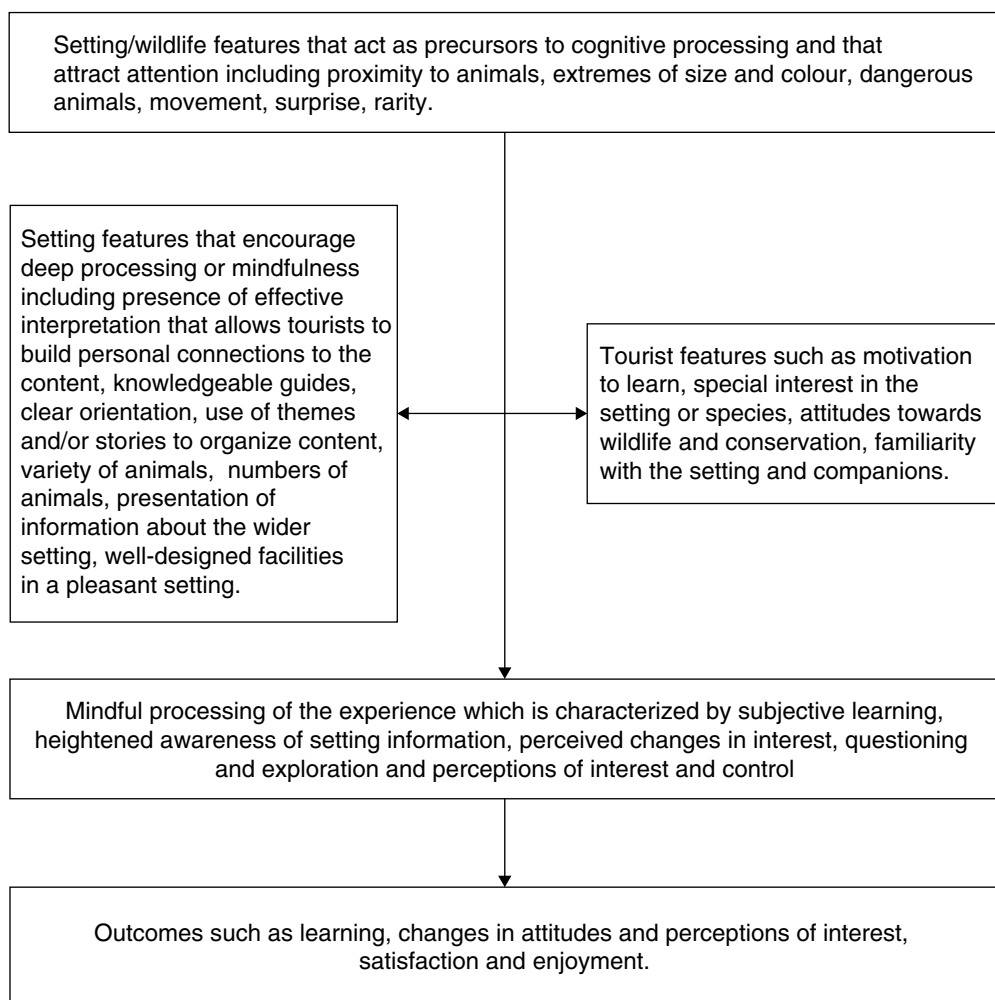 Setting/wildlife features that act as precursors to cognitive processing and that
attract attention including proximity to animals, extremes of size and colour, dangerous
animals, movement, surprise, rarity.
Setting features that encourage
deep processing or mindfulness
including presence of effective
interpretation that allows tourists to
build personal connections to the
content, knowledgeable guides,
clear orientation, use of themes
and/or stories to organize content,
variety of animals, numbers of
animals, presentation of
information about the wider
setting, well-designed facilities
in a pleasant setting.
Tourist features such as motivation
to learn, special interest in the
setting or species, attitudes towards
wildlife and conservation, familiarity
with the setting and companions.
Mindful processing of the experience which is characterized by subjective learning,
heightened awareness of setting information, perceived changes in interest, questioning
and exploration and perceptions of interest and control
Outcomes such as learning, changes in attitudes and perceptions of interest,
satisfaction and enjoyment.